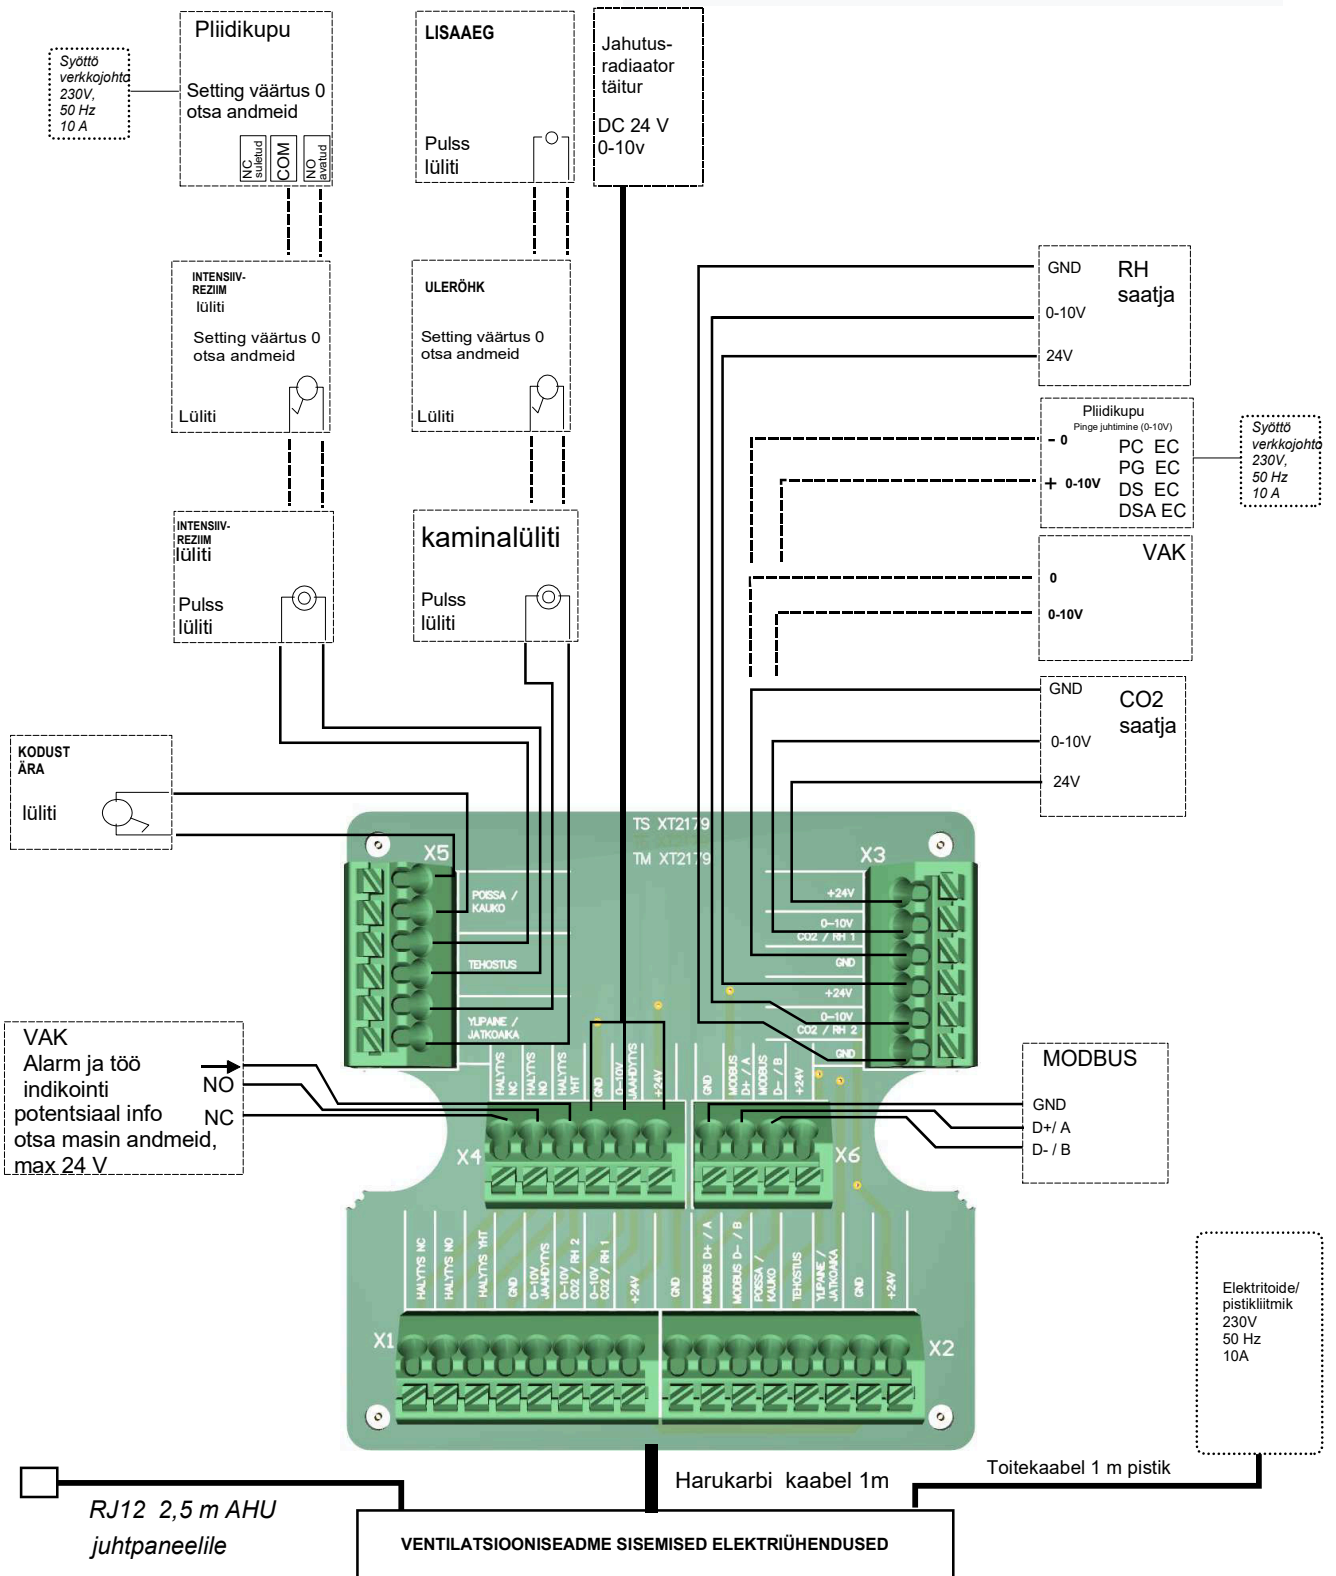 Pliidikupu
Setting väärtus 0
otsa andmeid
NC
suletud
COM
NO
avatud
Syöttö
verkkojohto
230V,
50 Hz
10 A
LISAAEG
Pulss
lüliti
Jahutus-
radiaator
täitur
DC 24 V
0-10v
INTENSIIV-
REZIIM
lüliti
Setting väärtus 0
otsa andmeid
Lüliti
ULERÖHK
Setting väärtus 0
otsa andmeid
Lüliti
GND
RH
saatja
0-10V
24V
Pliidikupu
Pinge juhtimine (0-10V)
- 0
+ 0-10V
PC EC
PG EC
DS EC
DSA EC
Syöttö
verkkojohto
230V,
50 Hz
10 A
INTENSIIV-
REZIIM
lüliti
Pulss
lüliti
kaminalüliti
Pulss
lüliti
VAK
0
0-10V
GND
CO2
saatja
0-10V
24V
KODUST
ÄRA
lüliti
TS XT2179
TM XT2179
X5
POISSA /
KAUKO
TEHOSTUS
YLIPAINE /
JATKOAIKA
X3
+24V
0-10V
CO2 / RH 1
GND
+24V
0-10V
CO2 / RH 2
GND
VAK
Alarm ja töö
indikointi
potentsiaal info
otsa masin andmeid,
max 24 V
NO
NC
HALYTYS
NC
HALYTYS
NO
HALYTYS
YHT
GND
0-10V
JAAHDYTYS
+24V
GND
MODBUS
D+ / A
MODBUS
D- / B
+24V
X4
X6
MODBUS
GND
D+/ A
D- / B
HALYTYS NC
HALYTYS NO
HALYTYS YHT
GND
0-10V
JAAHDYTYS
0-10V
CO2 / RH 2
0-10V
CO2 / RH 1
+24V
GND
MODBUS D+ / A
MODBUS D- / B
POISSA /
KAUKO
TEHOSTUS
YLIPAINE /
JATKOAIKA
GND
+24V
X1
X2
Elektritoide/
pistikliitmik
230V
50 Hz
10A
RJ12 2,5 m AHU
juhtpaneelile
Harukarbi kaabel 1m
Toitekaabel 1 m pistik
VENTILATSIOONISEADME SISEMISED ELEKTRIÜHENDUSED